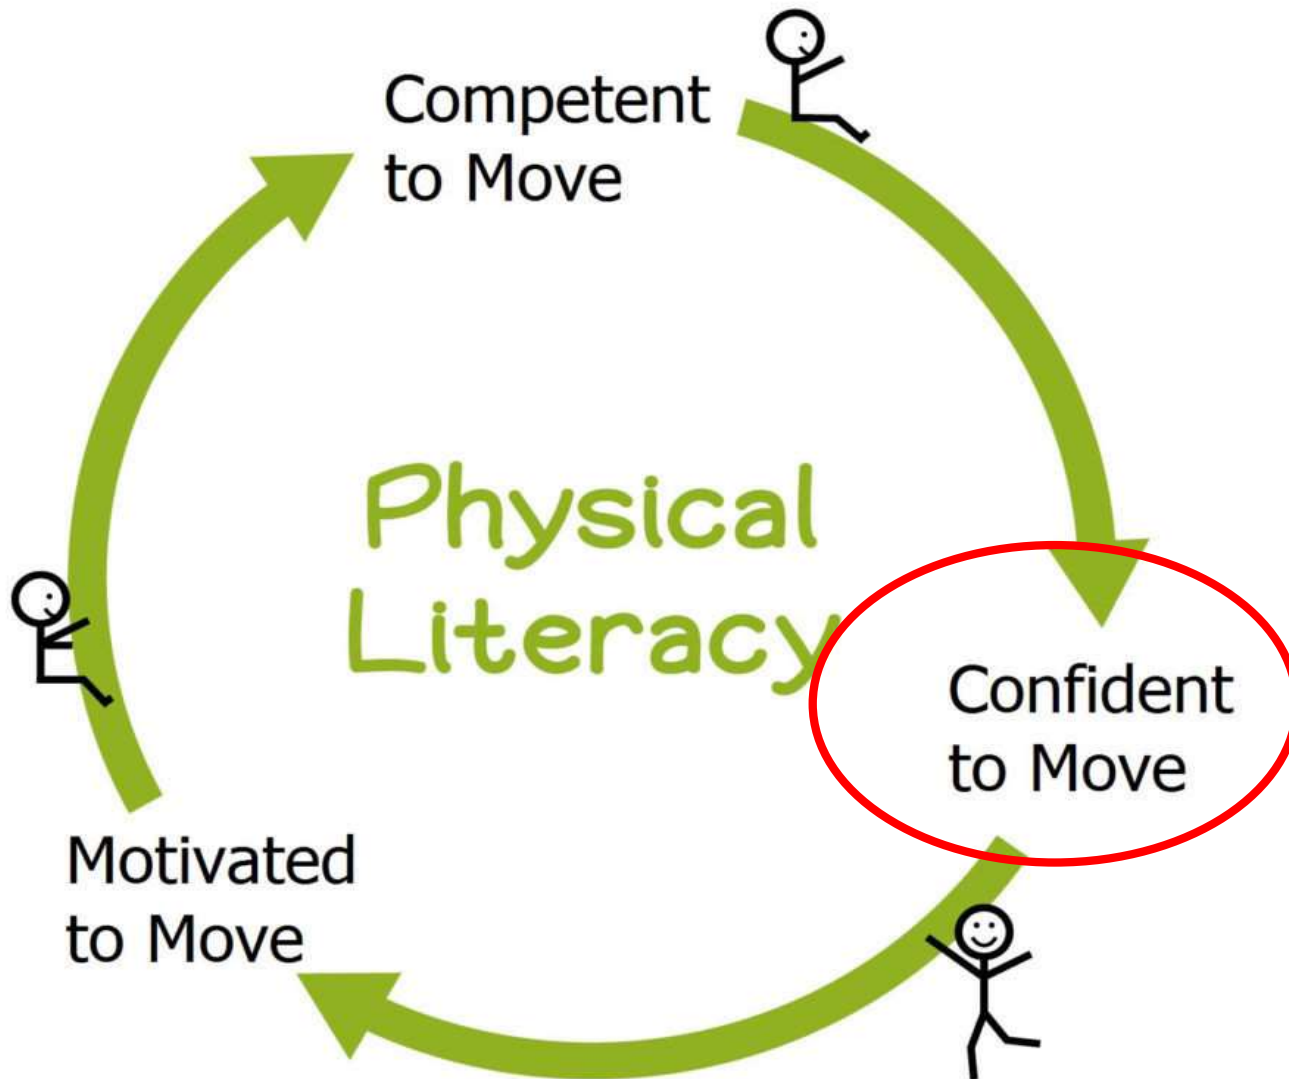 Competent
to Move
Physical
Literacy
Confident
to Move
Motivated
to Move